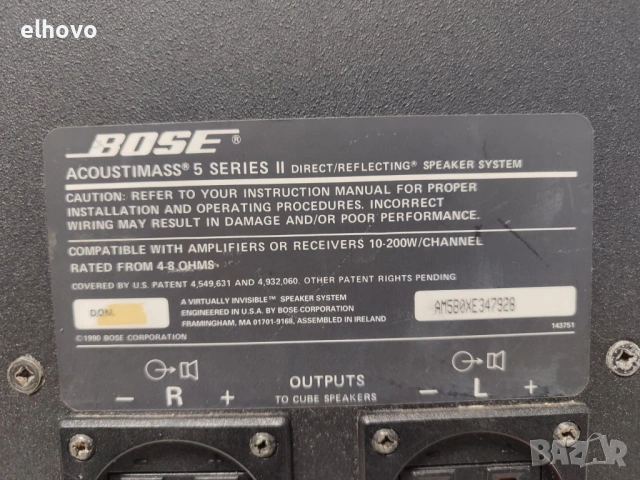 elhovo
BOSE®
ACOUSTIMASS® 5 SERIES II DIRECT/REFLECTING® SPEAKER SYSTEM
CAUTION: REFER TO YOUR INSTRUCTION MANUAL FOR PROPER
INSTALLATION AND OPERATING PROCEDURES. INCORRECT
WIRING MAY RESULT IN DAMAGE AND/OR POOR PERFORMANCE.
COMPATIBLE WITH AMPLIFIERS OR RECEIVERS 10-200W/CHANNEL
RATED FROM 4-8 OHMS
COVERED BY U.S. PATENT 4,549,631 AND 4,932,060. OTHER PATENT RIGHTS PENDING
DOM.
A VIRTUALLY INVISIBLE™ SPEAKER SYSTEM
ENGINEERED IN U.S.A. BY BOSE CORPORATION
FRAMINGHAM, MA 01701-9168, ASSEMBLED IN IRELAND
AM5B0XE347928
143751
©1990 BOSE CORPORATION
- R +
OUTPUTS
TO CUBE SPEAKERS
- L +
BAZAR